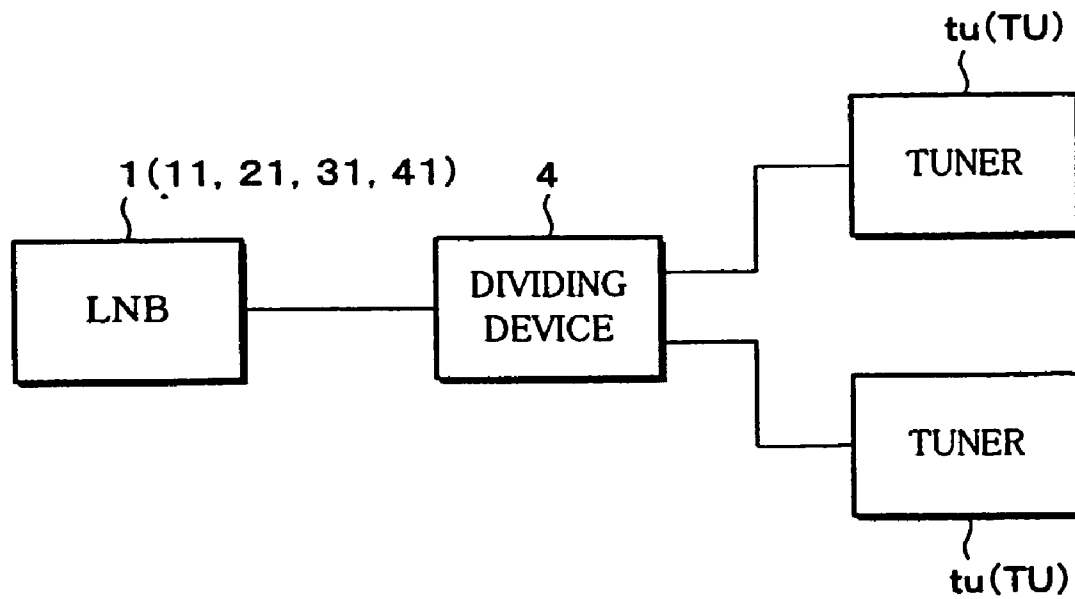 tu(TU)
TUNER
1(11, 21, 31, 41)
4
LNB
DIVIDING
DEVICE
TUNER
tu(TU)